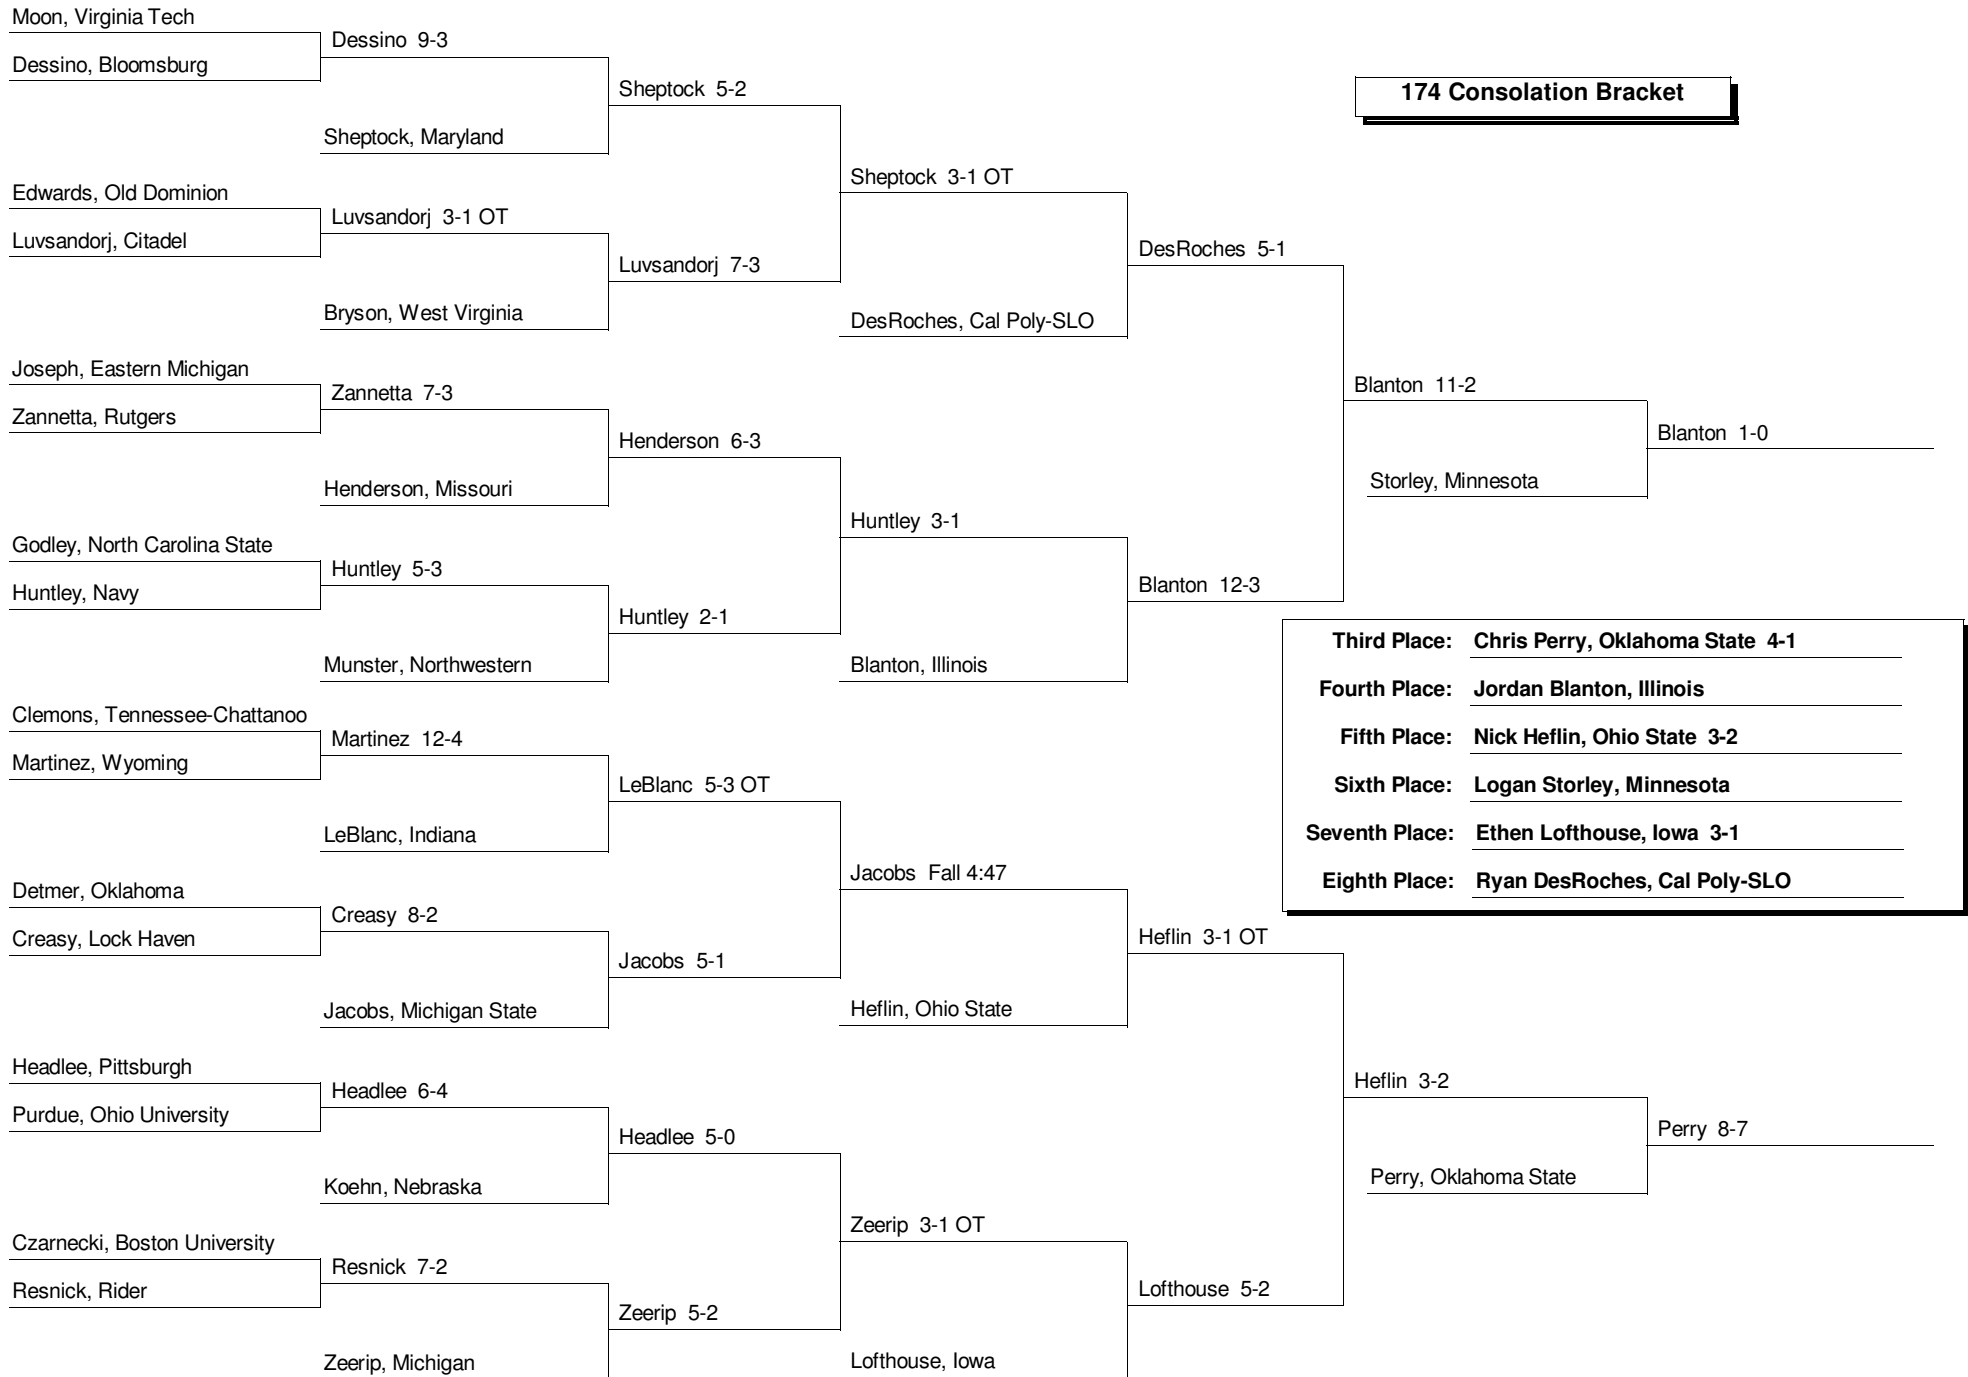 Moon, Virginia Tech
Dessino 9-3
Dessino, Bloomsburg
Sheptock 5-2
174 Consolation Bracket
Sheptock, Maryland
Sheptock 3-1 OT
Edwards, Old Dominion
Luvsandorj 3-1 OT
Luvsandorj, Citadel
DesRoches 5-1
Luvsandorj 7-3
Bryson, West Virginia
DesRoches, Cal Poly-SLO
Joseph, Eastern Michigan
Blanton 11-2
Zannetta 7-3
Zannetta, Rutgers
Blanton 1-0
Henderson 6-3
Storley, Minnesota
Henderson, Missouri
Huntley 3-1
Godley, North Carolina State
Huntley 5-3
Blanton 12-3
Huntley, Navy
Huntley 2-1
Third Place: Chris Perry, Oklahoma State 4-1
Munster, Northwestern
Blanton, Illinois
Fourth Place: Jordan Blanton, Illinois
Clemons, Tennessee-Chattanoo
Martinez 12-4
Fifth Place: Nick Heflin, Ohio State 3-2
Martinez, Wyoming
LeBlanc 5-3 OT
Sixth Place: Logan Storley, Minnesota
LeBlanc, Indiana
Seventh Place: Ethen Lofthouse, Iowa 3-1
Jacobs Fall 4:47
Eighth Place: Ryan DesRoches, Cal Poly-SLO
Detmer, Oklahoma
Creasy 8-2
Creasy, Lock Haven
Heflin 3-1 OT
Jacobs 5-1
Jacobs, Michigan State
Heflin, Ohio State
Headlee, Pittsburgh
Heflin 3-2
Headlee 6-4
Purdue, Ohio University
Perry 8-7
Headlee 5-0
Perry, Oklahoma State
Koehn, Nebraska
Zeerip 3-1 OT
Czarnecki, Boston University
Resnick 7-2
Lofthouse 5-2
Resnick, Rider
Zeerip 5-2
Zeerip, Michigan
Lofthouse, Iowa